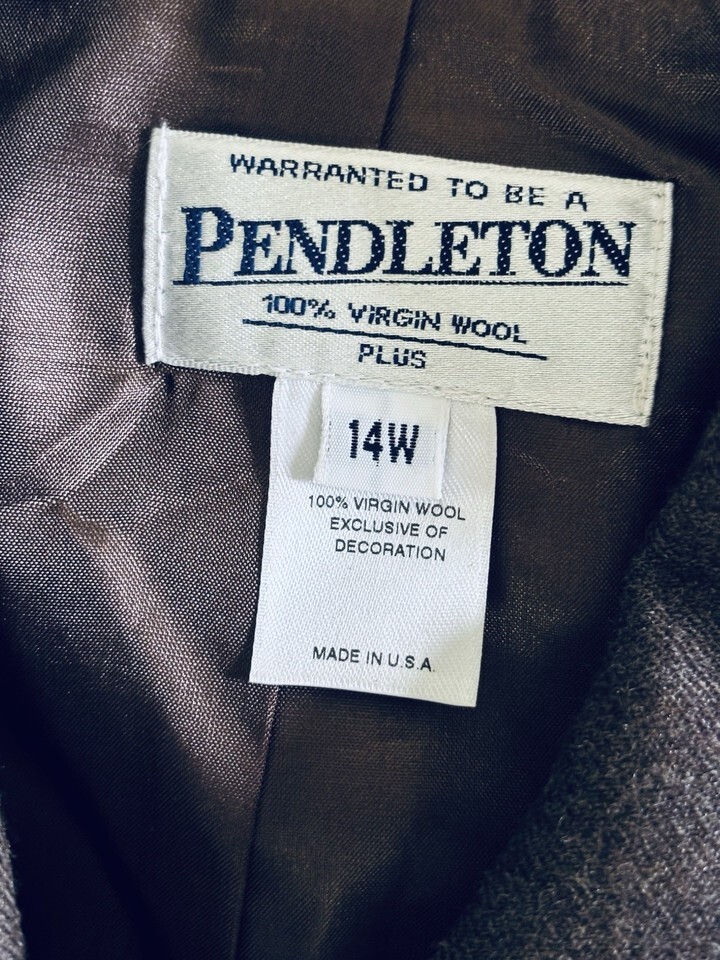 WARRANTED TO BE A
PENDLETON
100% VIRGIN WOOL
PLUS
14W
100% VIRGIN WOOL
EXCLUSIVE OF
DECORATION
MADE IN U.S.A.